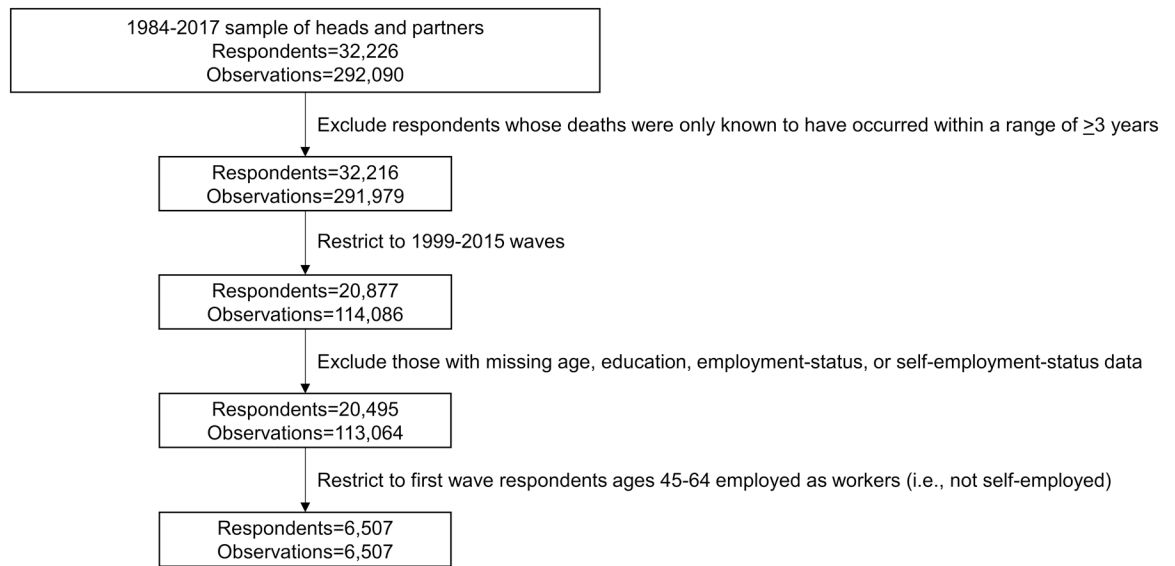 1984-2017 sample of heads and partners
Respondents=32,226
Observations=292,090
Exclude respondents whose deaths were only known to have occurred within a range of ≥3 years
Respondents=32,216
Observations=291,979
Restrict to 1999-2015 waves
Respondents=20,877
Observations=114,086
Exclude those with missing age, education, employment-status, or self-employment-status data
Respondents=20,495
Observations=113,064
Restrict to first wave respondents ages 45-64 employed as workers (i.e., not self-employed)
Respondents=6,507
Observations=6,507